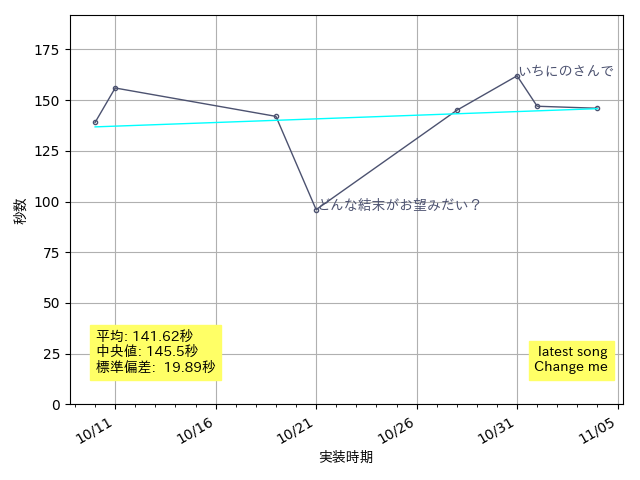 175
150
125
100
75
50
25
0
秒数
いちにのさんで
どんな結末がお望みだい？
平均: 141.62秒
中央値: 145.5秒
標準偏差: 19.89秒
latest song
Change me
10/11
10/16
10/21
10/26
10/31
11/05
実装時期